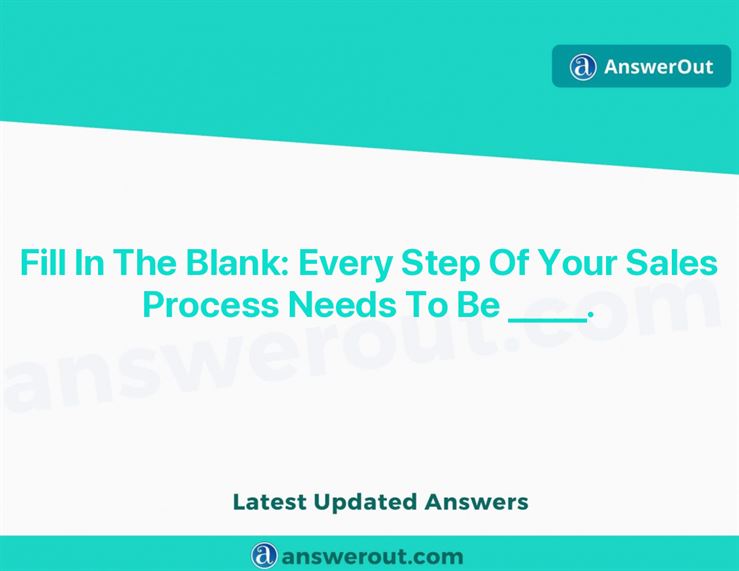 AnswerOut
Fill In The Blank: Every Step Of Your Sales
Process Needs To Be _____.
answerout.com
Latest Updated Answers
answerout.com